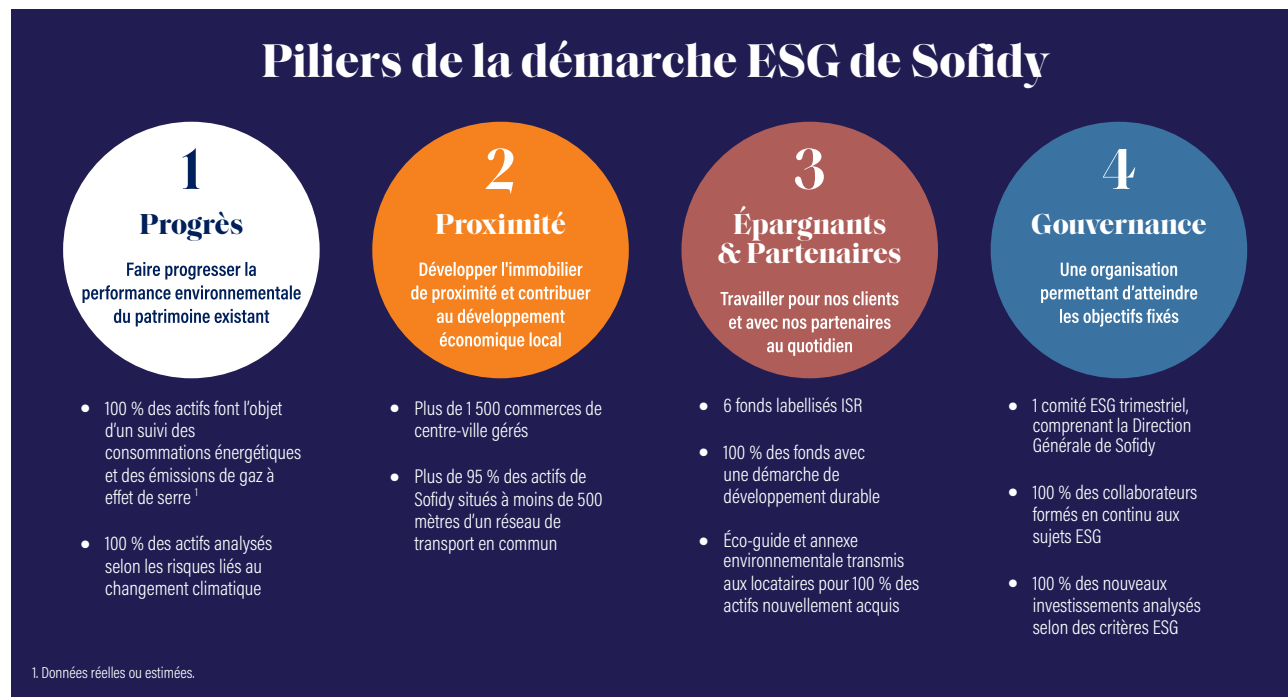 Piliers de la démarche ESG de Sofidy
1
Progrès
Faire progresser la
performance environnementale
du patrimoine existant
• 100 % des actifs font l'objet
d'un suivi des
consommations énergétiques
et des émissions de gaz à
effet de serre ¹
• 100 % des actifs analysés
selon les risques liés au
changement climatique
2
Proximité
Développer l'immobilier
de proximité et contribuer
au développement
économique local
• Plus de 1 500 commerces de
centre-ville gérés
• Plus de 95 % des actifs de
Sofidy situés à moins de 500
mètres d'un réseau de
transport en commun
3
Épargnants
& Partenaires
Travailler pour nos clients
et avec nos partenaires
au quotidien
• 6 fonds labellisés ISR
• 100 % des fonds avec
une démarche de
développement durable
• Éco-guide et annexe
environnementale transmis
aux locataires pour 100 % des
actifs nouvellement acquis
4
Gouvernance
Une organisation
permettant d'atteindre
les objectifs fixés
• 1 comité ESG trimestriel,
comprenant la Direction
Générale de Sofidy
• 100 % des collaborateurs
formés en continu aux
sujets ESG
• 100 % des nouveaux
investissements analysés
selon des critères ESG
1. Données réelles ou estimées.